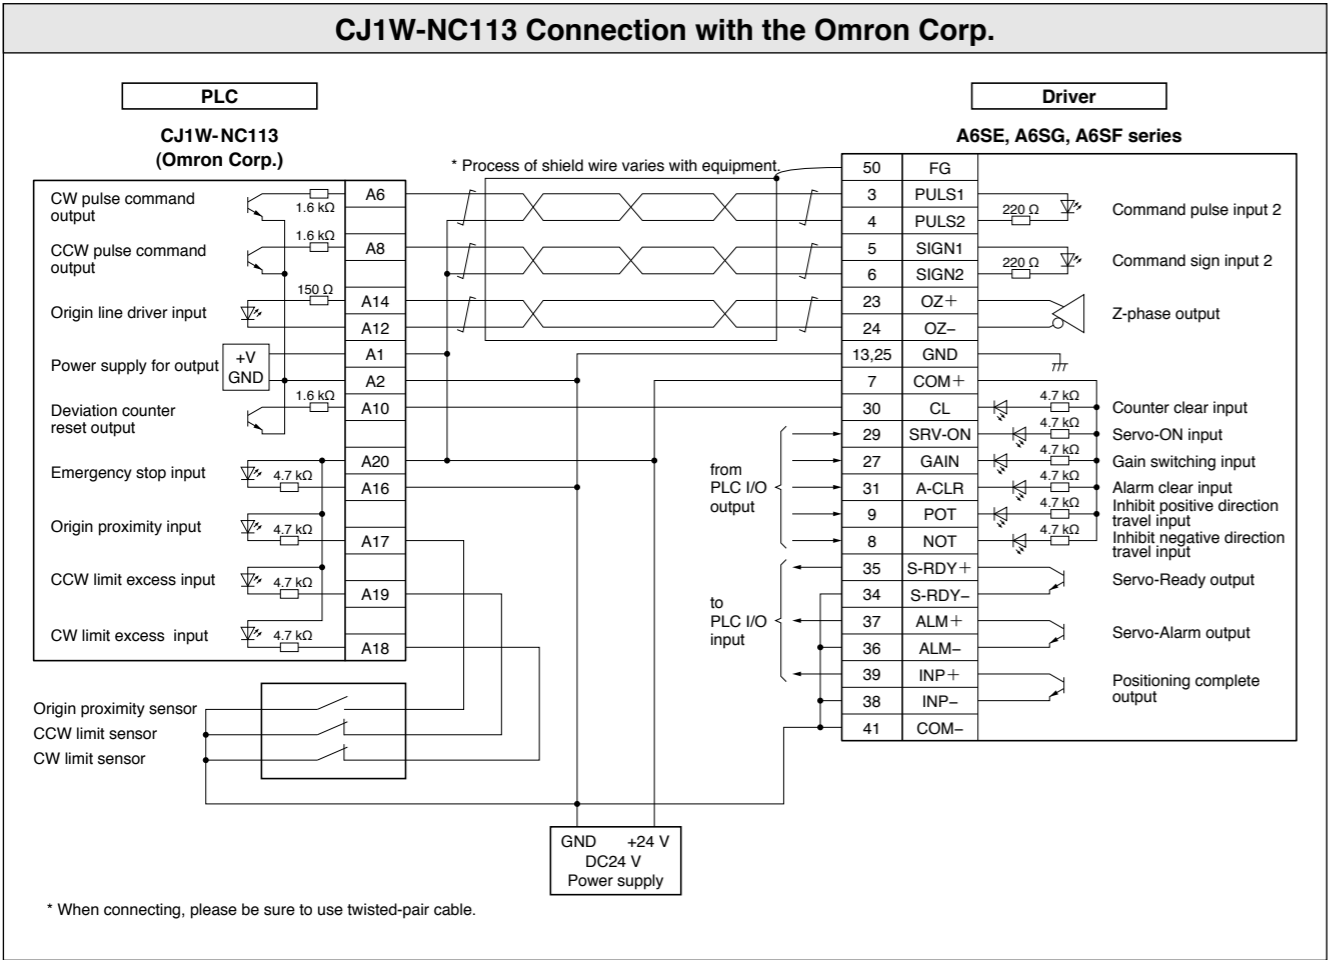 CJ1W-NC113 Connection with the Omron Corp.
PLC
Driver
CJ1W-NC113
(Omron Corp.)
A6SE, A6SG, A6SF series
* Process of shield wire varies with equipment.
CW pulse command
output
1.6 kΩ
A6
CCW pulse command
output
1.6 kΩ
A8
Origin line driver input
150 Ω
A14
A12
Power supply for output
+V
GND
A1
A2
Deviation counter
reset output
1.6 kΩ
A10
Emergency stop input
4.7 kΩ
A20
A16
Origin proximity input
4.7 kΩ
A17
CCW limit excess input
4.7 kΩ
A19
CW limit excess input
4.7 kΩ
A18
Origin proximity sensor
CCW limit sensor
CW limit sensor
from
PLC I/O
output
to
PLC I/O
input
50 FG
3 PULS1
4 PULS2
220 Ω
Command pulse input 2
5 SIGN1
6 SIGN2
220 Ω
Command sign input 2
23 OZ+
24 OZ−
Z-phase output
13,25 GND
7 COM+
30 CL 4.7 kΩ Counter clear input
29 SRV-ON 4.7 kΩ Servo-ON input
27 GAIN 4.7 kΩ Gain switching input
31 A-CLR 4.7 kΩ Alarm clear input
9 POT 4.7 kΩ Inhibit positive direction
travel input
8 NOT 4.7 kΩ Inhibit negative direction
travel input
35 S-RDY+
34 S-RDY−
Servo-Ready output
37 ALM+
36 ALM−
Servo-Alarm output
39 INP+
38 INP−
Positioning complete
output
41 COM−
GND +24 V
DC24 V
Power supply
* When connecting, please be sure to use twisted-pair cable.